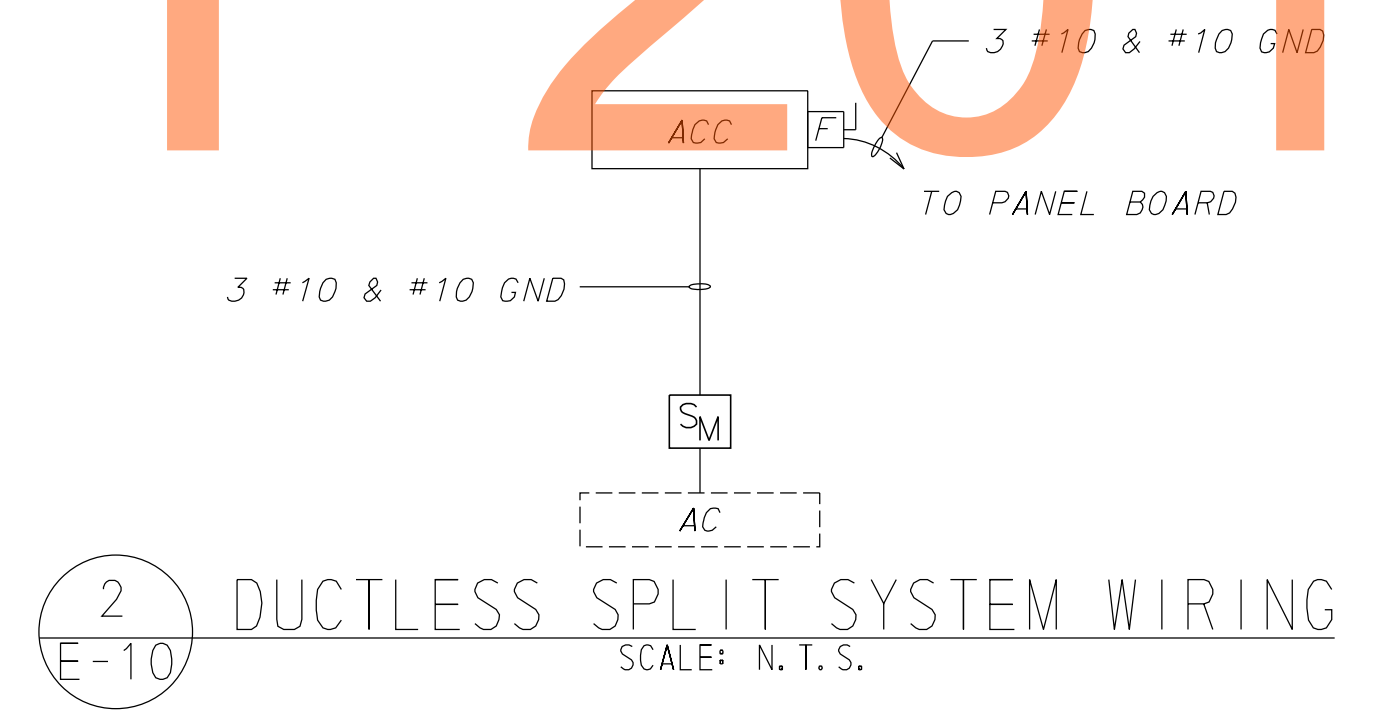 3 #10 & #10 GND
ACC
F
TO PANEL BOARD
3 #10 & #10 GND
SM
AC
2
E-10
DUCTLESS SPLIT SYSTEM WIRING
SCALE: N.T.S.